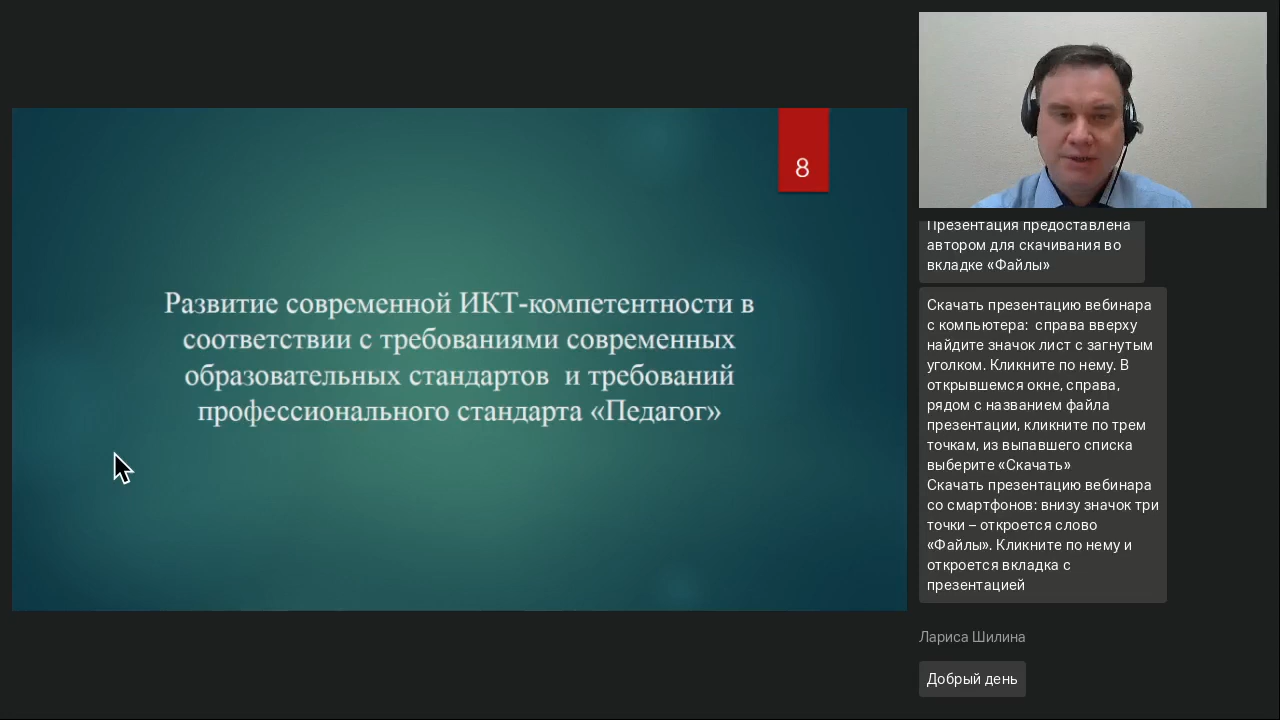 8
Развитие современной ИКТ-компетентности в
соответствии с требованиями современных
образовательных стандартов  и требований
профессионального стандарта «Педагог»
Презентация предоставлена
автором для скачивания во
вкладке «Файлы»
Скачать презентацию вебинара
с компьютера:  справа вверху
найдите значок лист с загнутым
уголком. Кликните по нему. В
открывшемся окне, справа,
рядом с названием файла
презентации, кликните по трем
точкам, из выпавшего списка
выберите «Скачать»
Скачать презентацию вебинара
со смартфонов: внизу значок три
точки – откроется слово
«Файлы». Кликните по нему и
откроется вкладка с
презентацией
Лариса Шилина
Добрый день